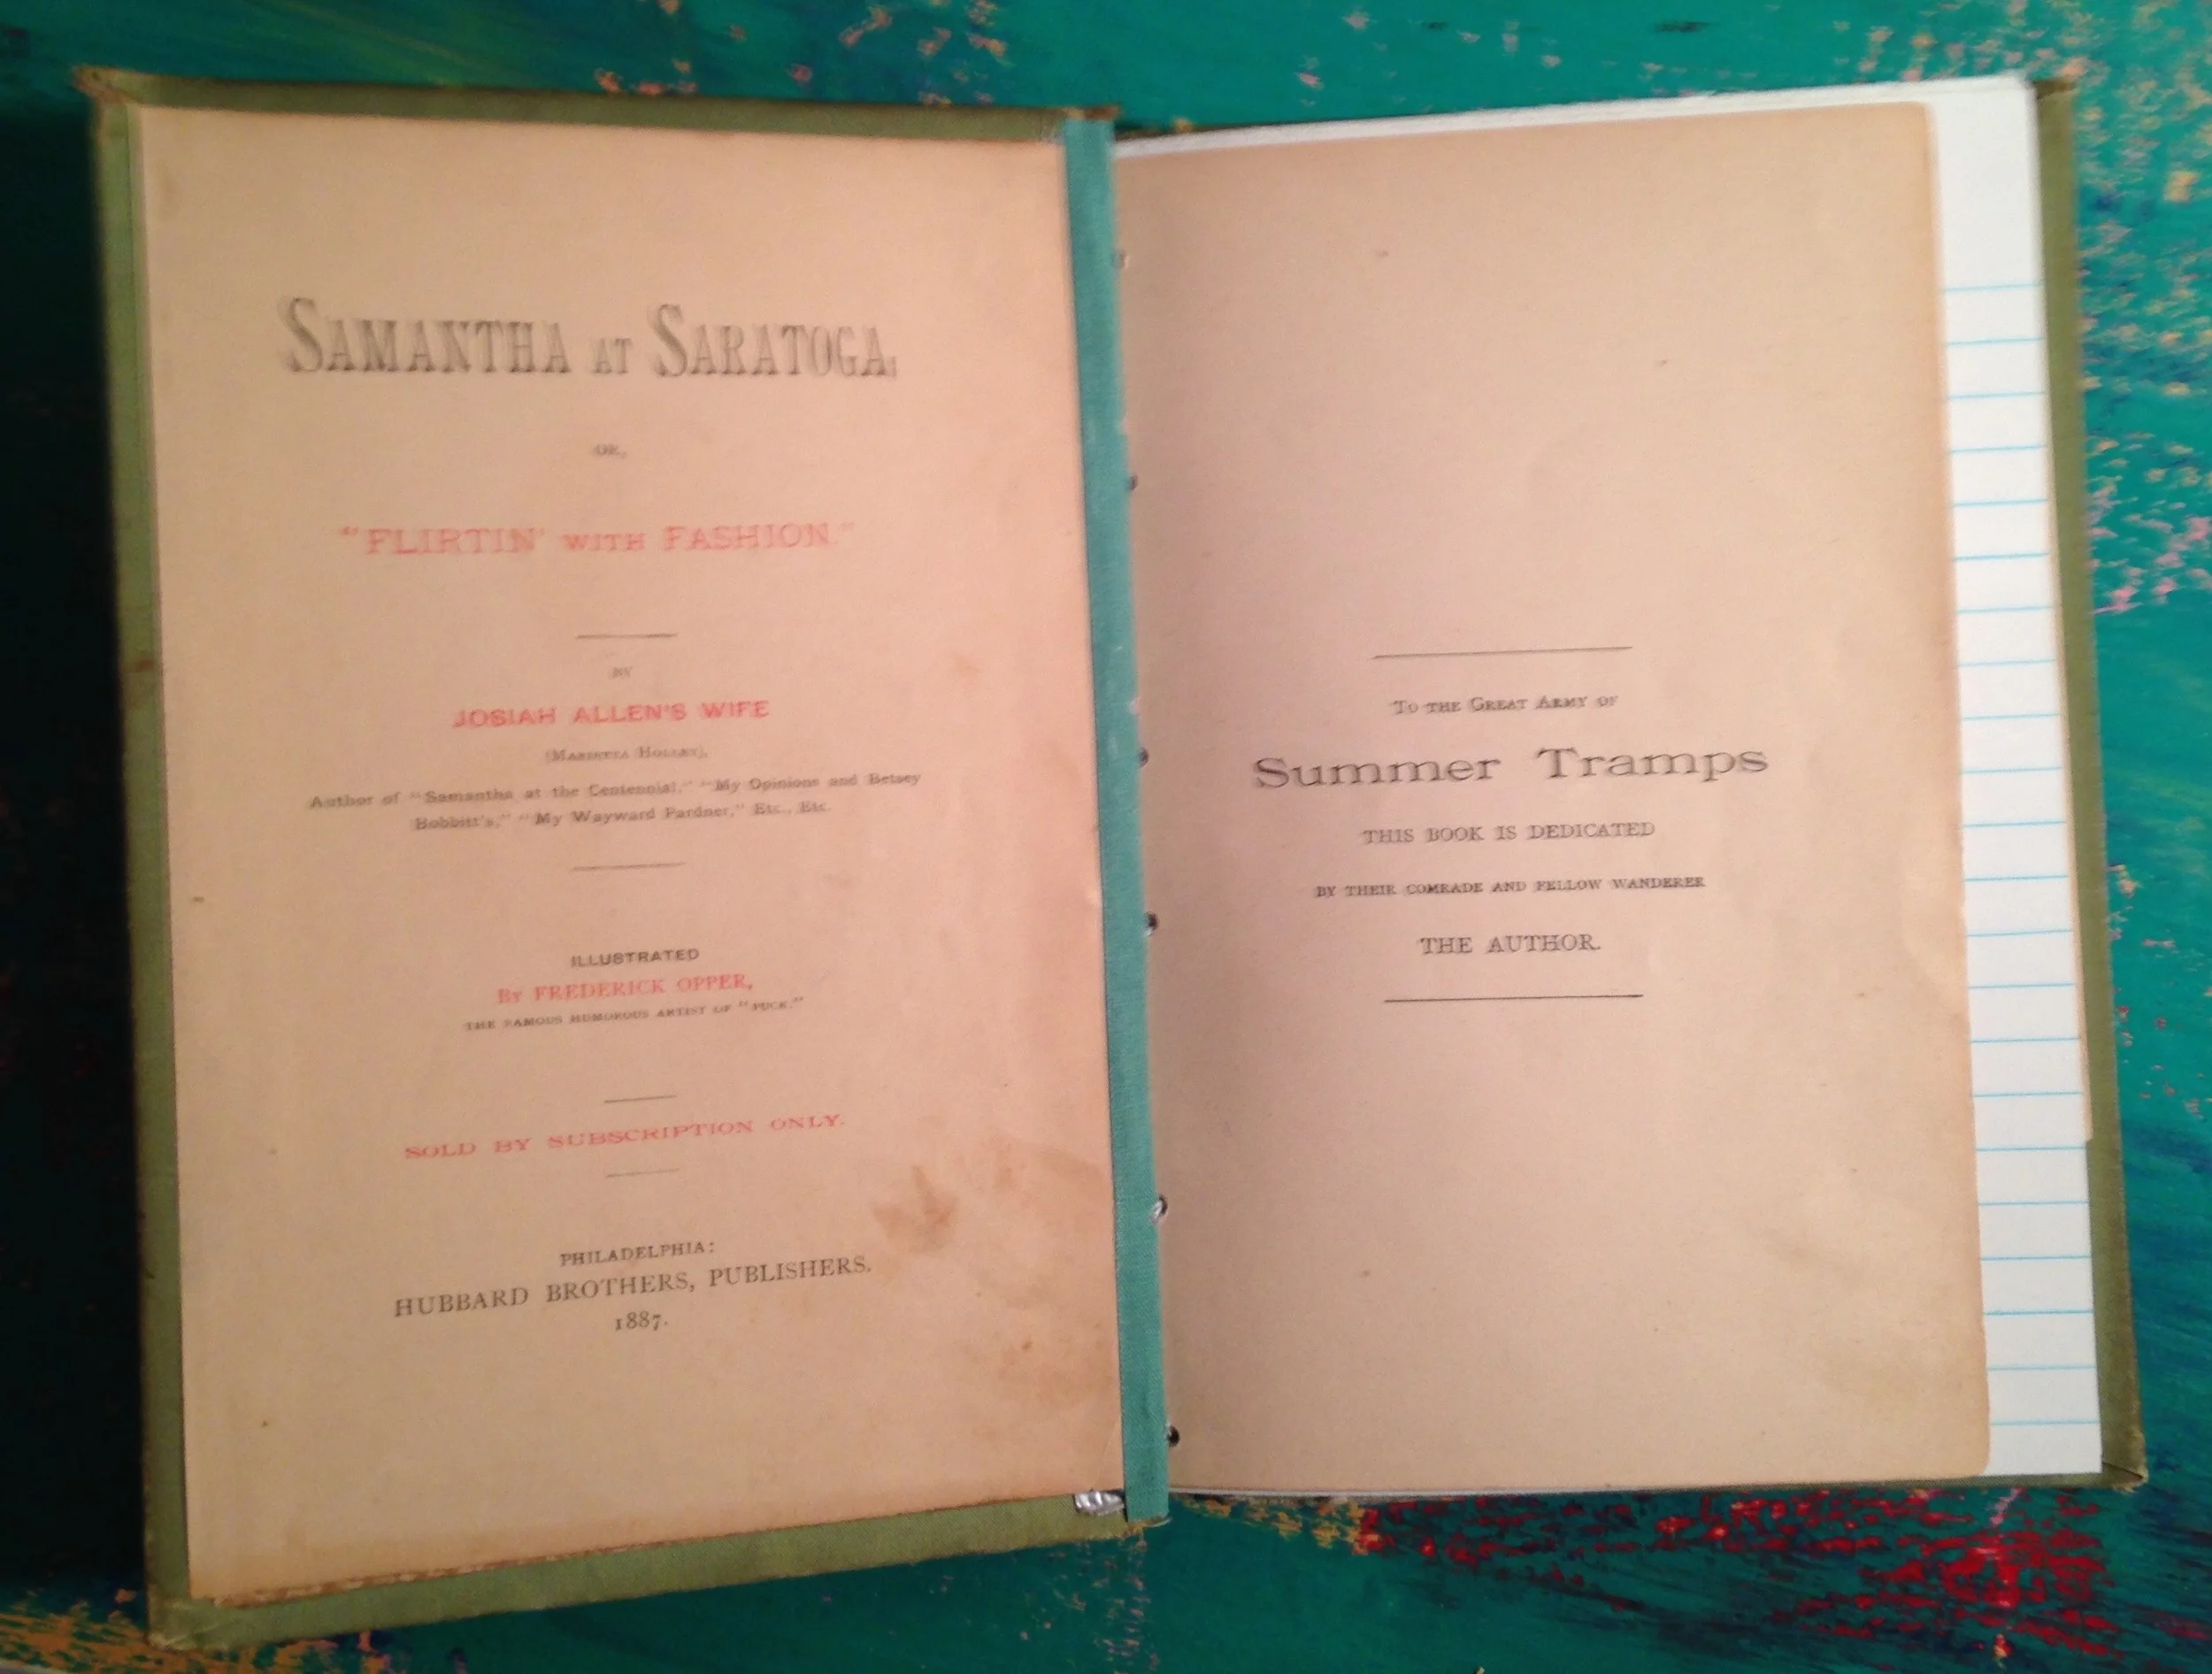 SAMANTHA AT SARATOGA,
OR,
"FLIRTIN' WITH FASHION."
BY
JOSIAH ALLEN'S WIFE
(MARIETTA HOLLEY),
Author of "Samantha at the Centennial," "My Opinions and Betsey
Bobbitt's," "My Wayward Pardner," Etc., Etc.
ILLUSTRATED
By FREDERICK OPPER,
THE FAMOUS HUMOROUS ARTIST OF "PUCK."
SOLD BY SUBSCRIPTION ONLY.
PHILADELPHIA:
HUBBARD BROTHERS, PUBLISHERS.
1887.
TO THE GREAT ARMY OF
Summer Tramps
THIS BOOK IS DEDICATED
BY THEIR COMRADE AND FELLOW WANDERER
THE AUTHOR.